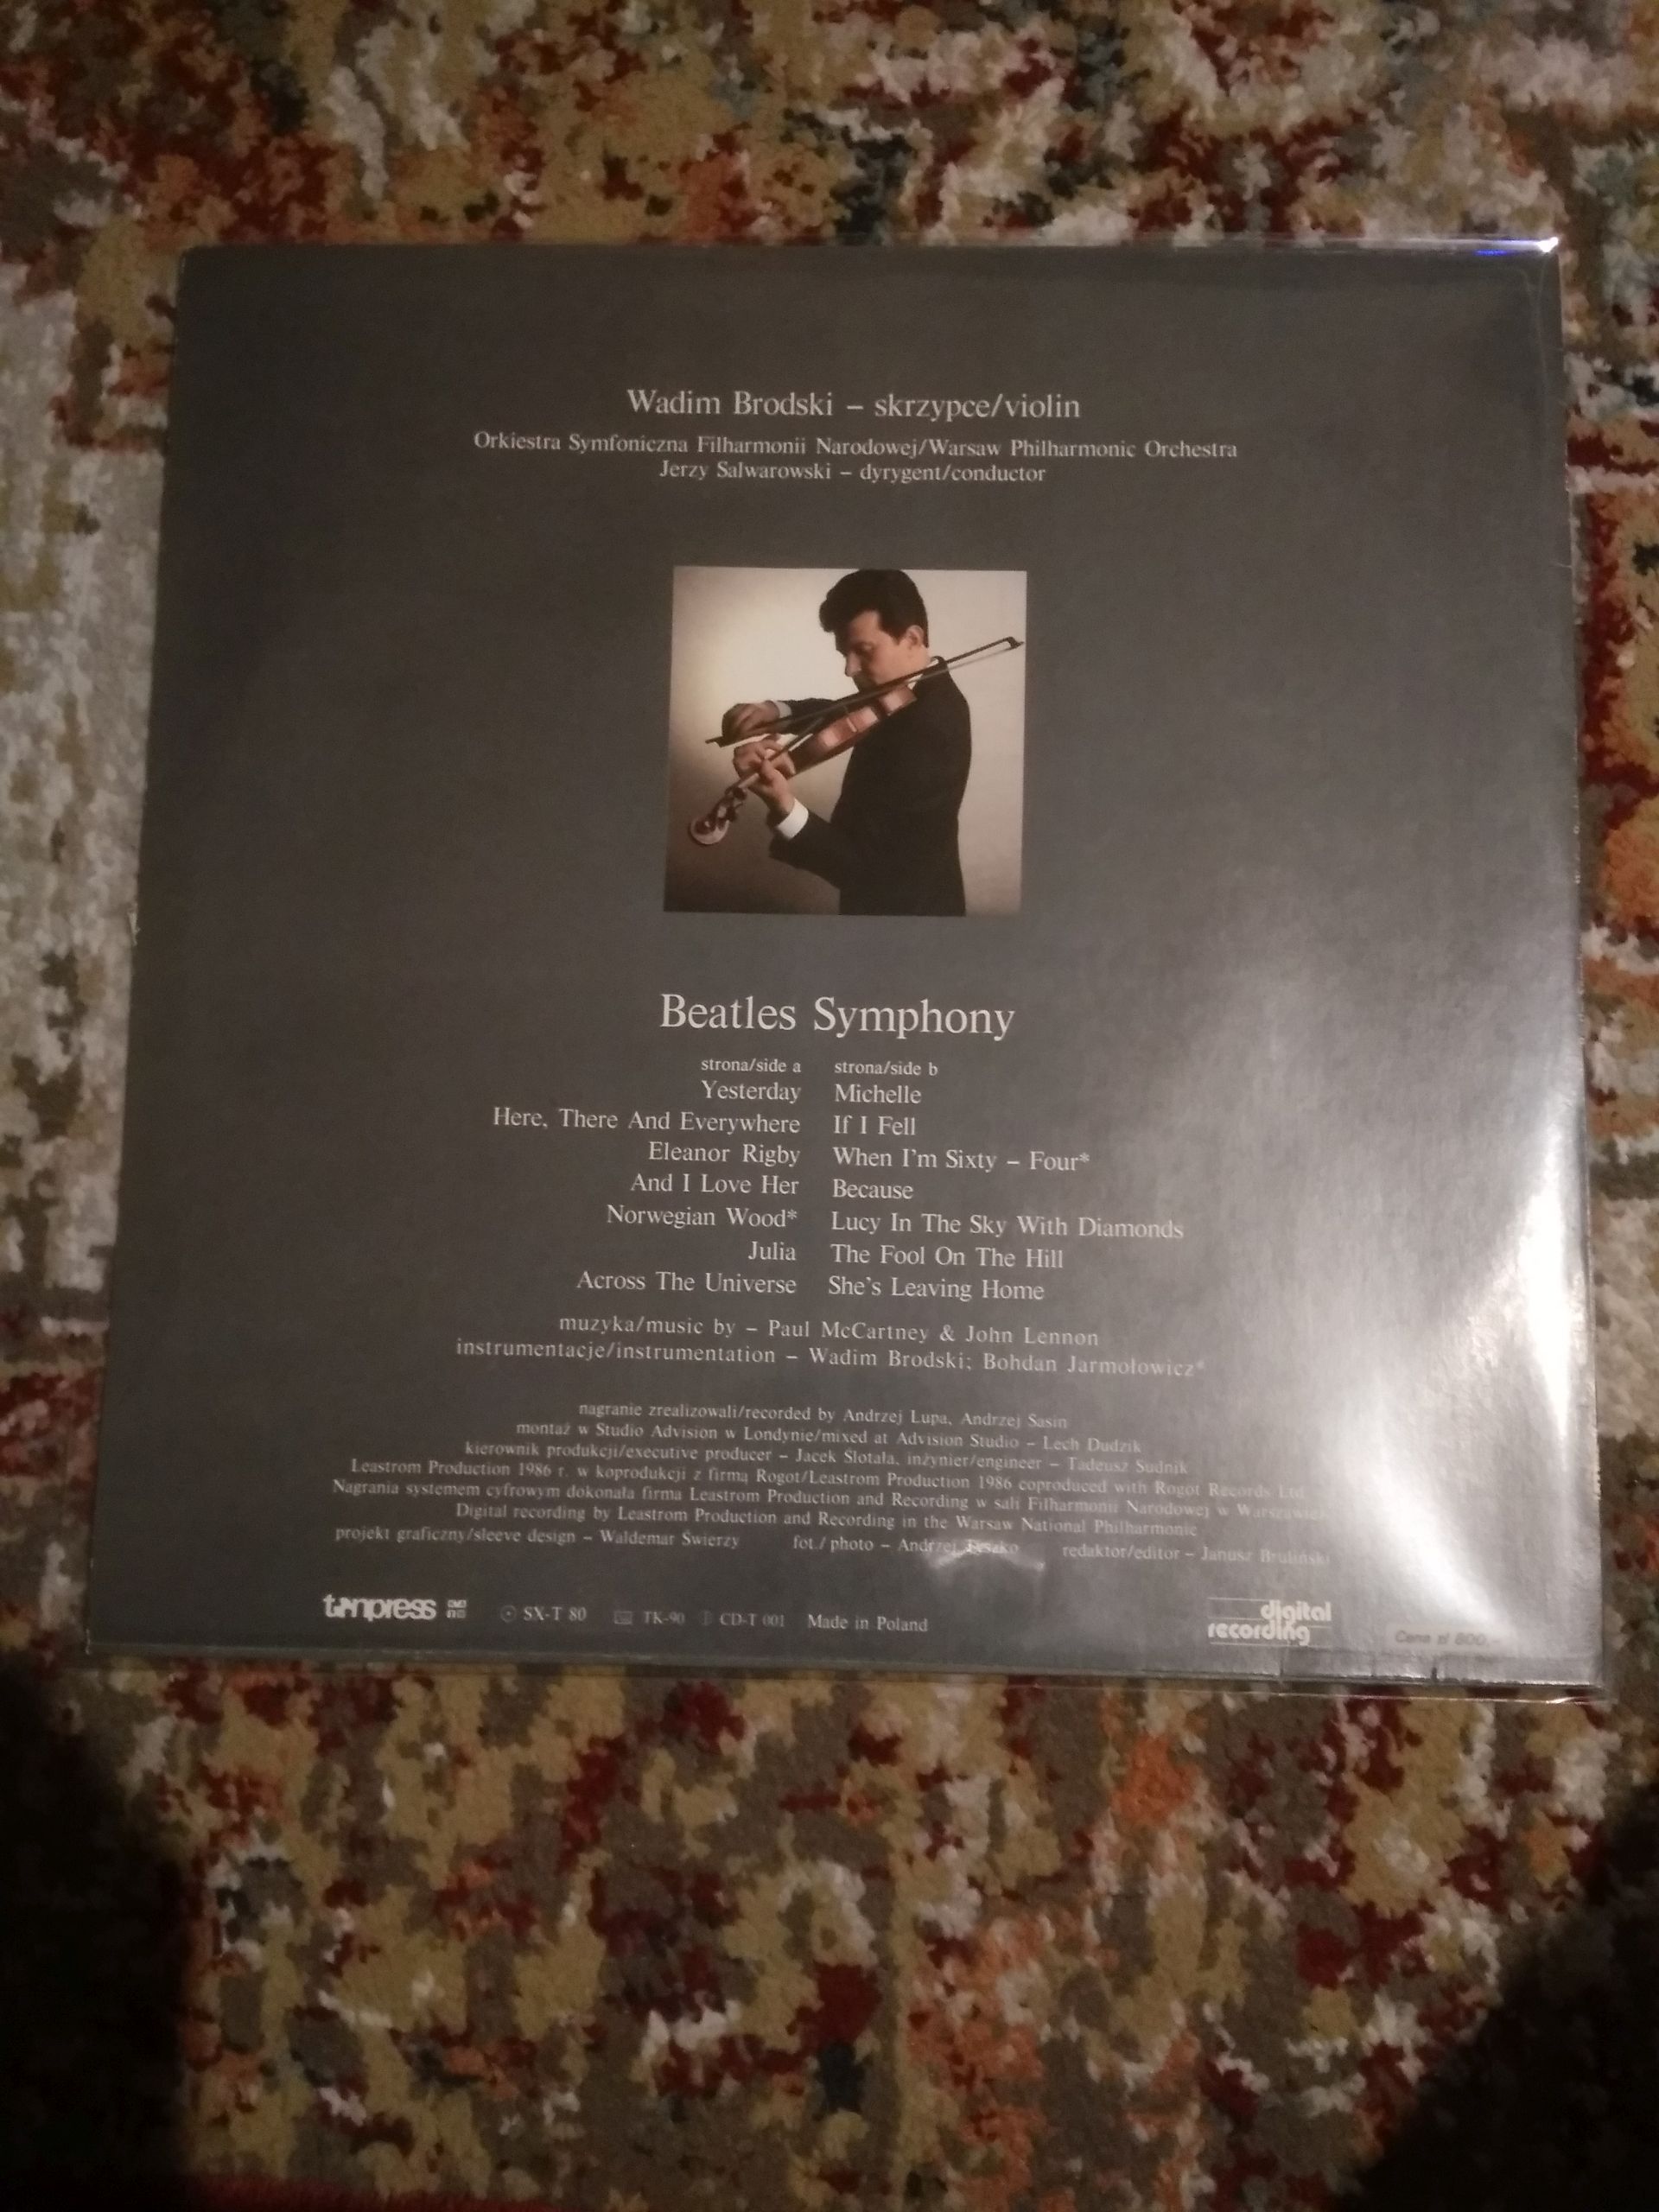 Wadim Brodski – skrzypce/violin
Orkiestra Symfoniczna Filharmonii Narodowej/Warsaw Philharmonic Orchestra
Jerzy Salwarowski – dyrygent/conductor
Beatles Symphony
strona/side a
Yesterday
Here, There And Everywhere
Eleanor Rigby
And I Love Her
Norwegian Wood*
Julia
Across The Universe
strona/side b
Michelle
If I Fell
When I'm Sixty – Four*
Because
Lucy In The Sky With Diamonds
The Fool On The Hill
She's Leaving Home
muzyka/music by – Paul McCartney & John Lennon
instrumentacje/instrumentation – Wadim Brodski; Bohdan Jarmołowicz*
nagranie zrealizowali/recorded by Andrzej Lupa, Andrzej Sasin
montaż w Studio Advision w Londynie/mixed at Advision Studio – Lech Dudzik
kierownik produkcji/executive producer – Jacek Słotała, inżynier/engineer – Tadeusz Sudnik
Leastrom Production 1986 r. w koprodukcji z firmą Rogot/Leastrom Production 1986 coproduced with Rogot Records Ltd
Nagrania systemem cyfrowym dokonała firma Leastrom Production and Recording w sali Filharmonii Narodowej w Warszawie
Digital recording by Leastrom Production and Recording in the Warsaw National Philharmonic
projekt graficzny/sleeve design – Waldemar Świerzy fot./ photo – Andrzej redaktor/editor – Janusz Bruliński
tonpress SX-T 80 TK-90 CD-T 001 Made in Poland
digital
recording
Cena zł 800,–